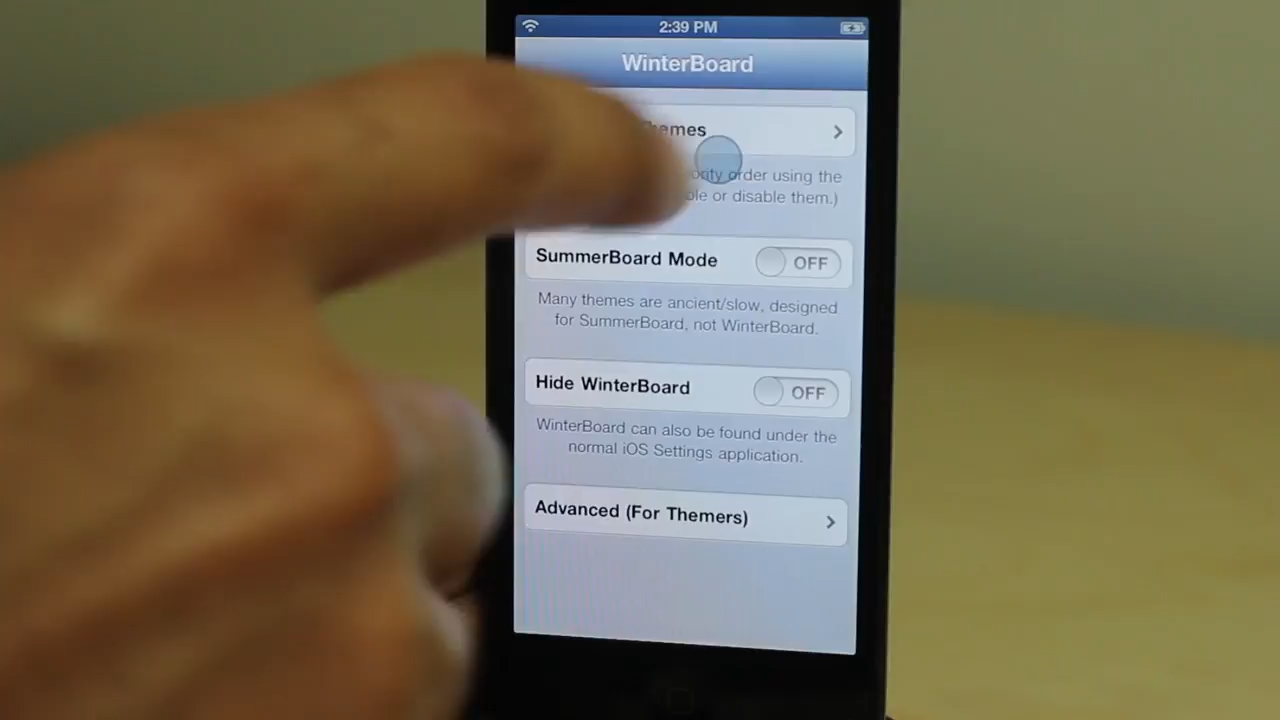 2:39 PM
WinterBoard
Themes
order using the
or disable them.)
SummerBoard Mode
OFF
Many themes are ancient/slow, designed
for SummerBoard, not WinterBoard.
Hide WinterBoard
OFF
WinterBoard can also be found under the
normal iOS Settings application.
Advanced (For Themers)